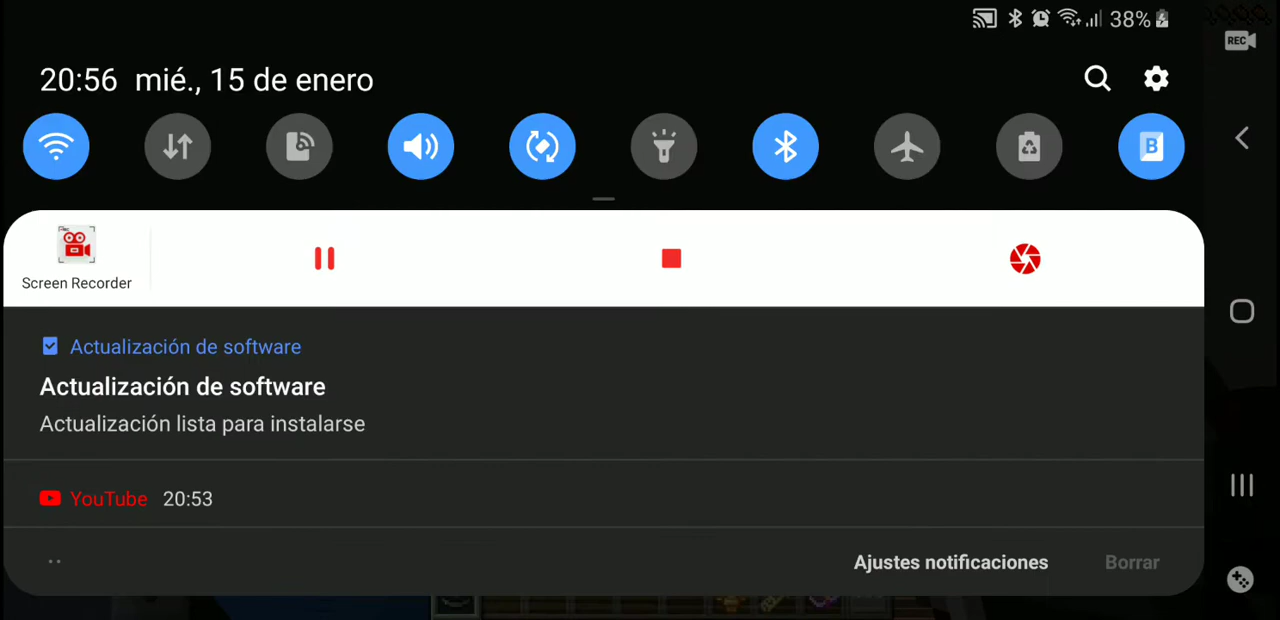 38%
REC
20:56 mié., 15 de enero
B
Screen Recorder
Actualización de software
Actualización de software
Actualización lista para instalarse
YouTube 20:53
Ajustes notificaciones Borrar